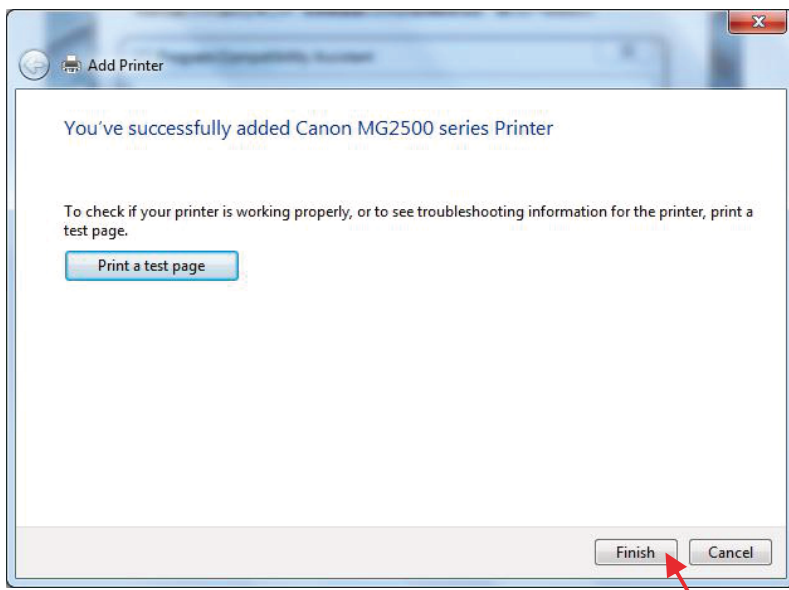 Add Printer
You've successfully added Canon MG2500 series Printer
To check if your printer is working properly, or to see troubleshooting information for the printer, print a
test page.
Print a test page
Finish Cancel